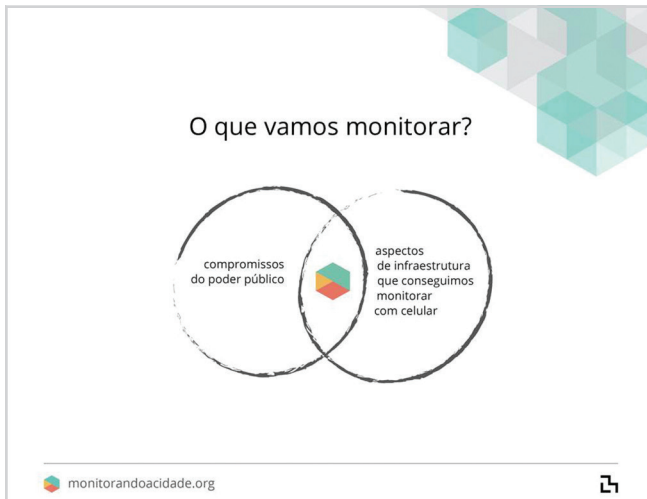 O que vamos monitorar?
compromissos
do poder público
aspectos
de infraestrutura
que conseguimos
monitorar
com celular
monitorandoacidade.org